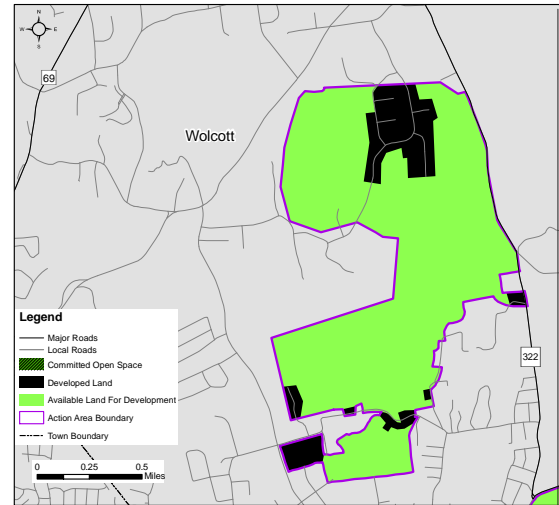 N
W E
S
69
Wolcott
322
Legend
Major Roads
Local Roads
Committed Open Space
Developed Land
Available Land For Development
Action Area Boundary
Town Boundary
0 0.25 0.5
Miles